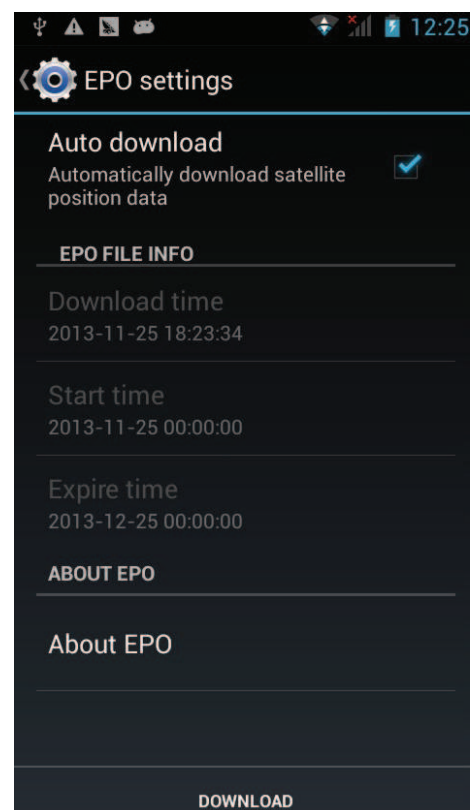 12:25
EPO settings
Auto download
Automatically download satellite
position data
EPO FILE INFO
Download time
2013-11-25 18:23:34
Start time
2013-11-25 00:00:00
Expire time
2013-12-25 00:00:00
ABOUT EPO
About EPO
DOWNLOAD